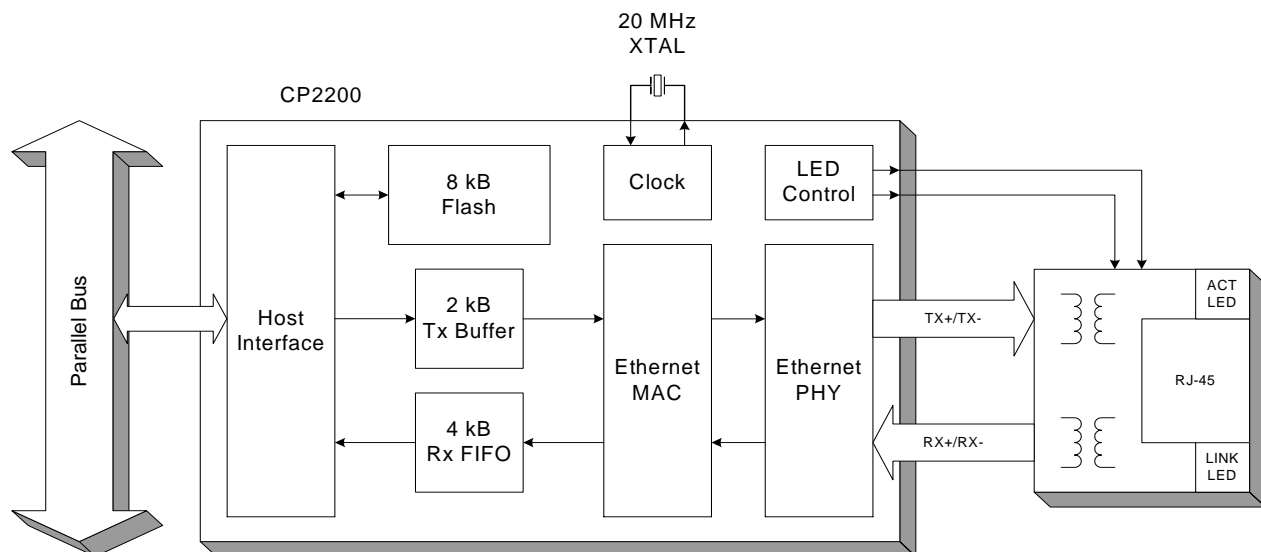 20 MHz
XTAL
CP2200
Parallel Bus
Host
Interface
8 kB
Flash
2 kB
Tx Buffer
4 kB
Rx FIFO
Clock
Ethernet
MAC
LED
Control
Ethernet
PHY
TX+/TX-
RX+/RX-
ACT
LED
RJ-45
LINK
LED